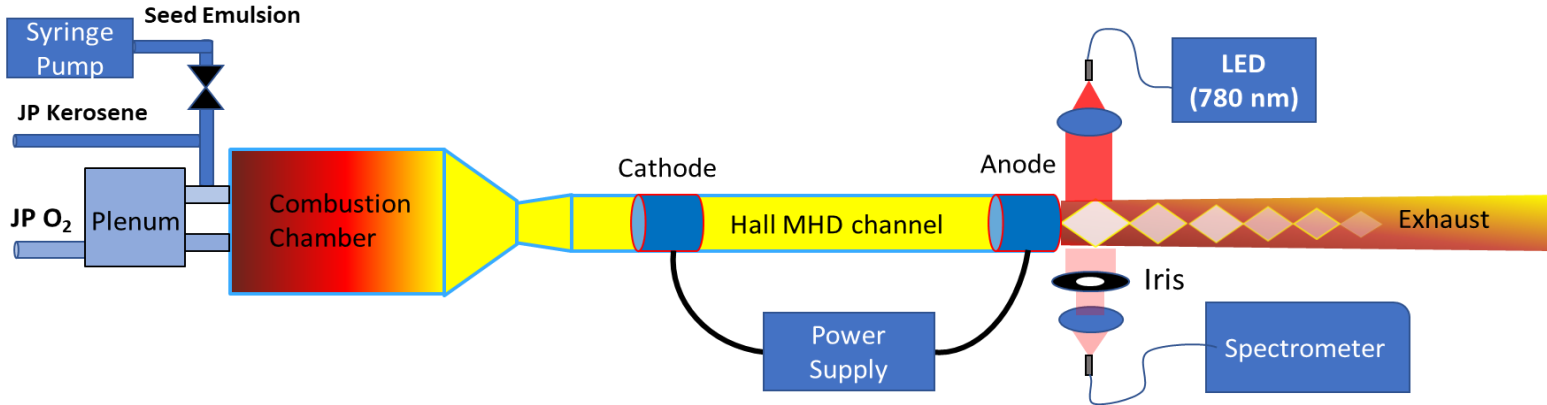 Seed Emulsion
Syringe
Pump
JP Kerosene
JP O₂
Plenum
Combustion
Chamber
Cathode
Hall MHD channel
Anode
Power
Supply
LED
(780 nm)
Exhaust
Iris
Spectrometer